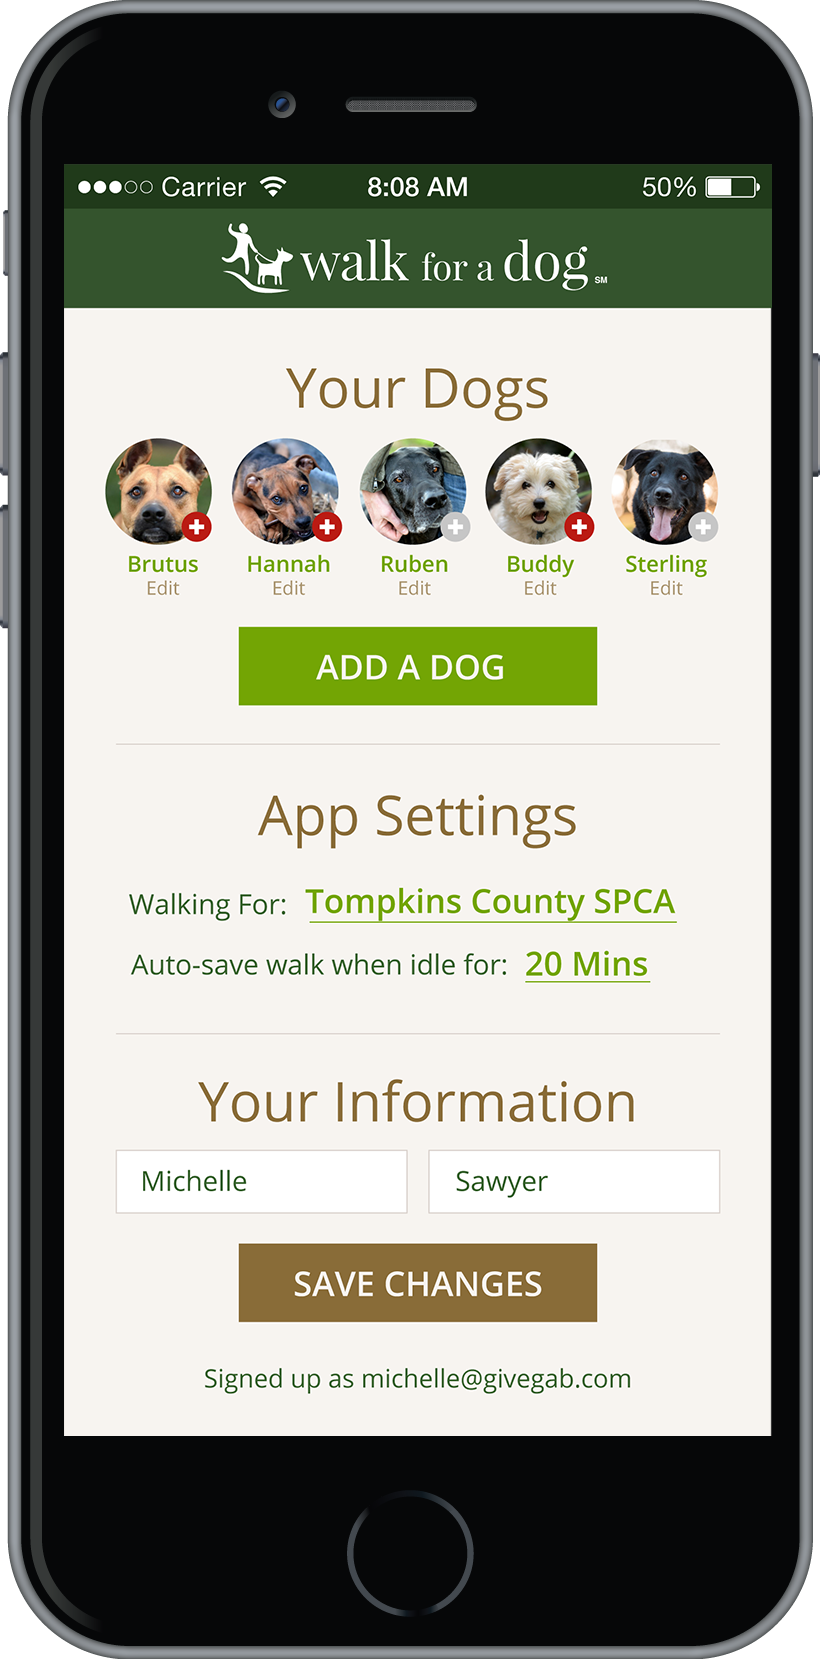 Carrier 8:08 AM 50%
walk for a dog SM
Your Dogs
Brutus Hannah Ruben Buddy Sterling
Edit Edit Edit Edit Edit
ADD A DOG
App Settings
Walking For: Tompkins County SPCA
Auto-save walk when idle for: 20 Mins
Your Information
Michelle Sawyer
SAVE CHANGES
Signed up as michelle@givegab.com